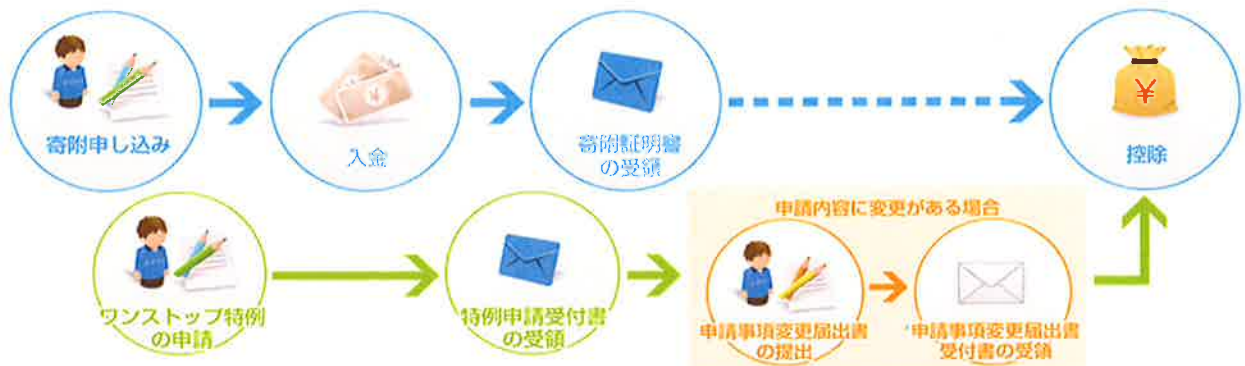 寄附申し込み
入金
寄附証明書
の受領
¥
控除
申請内容に変更がある場合
ワンストップ特例
の申請
特例申請受付書
の受領
申請事項変更届出書
の提出
申請事項変更届出書
受付書の受領